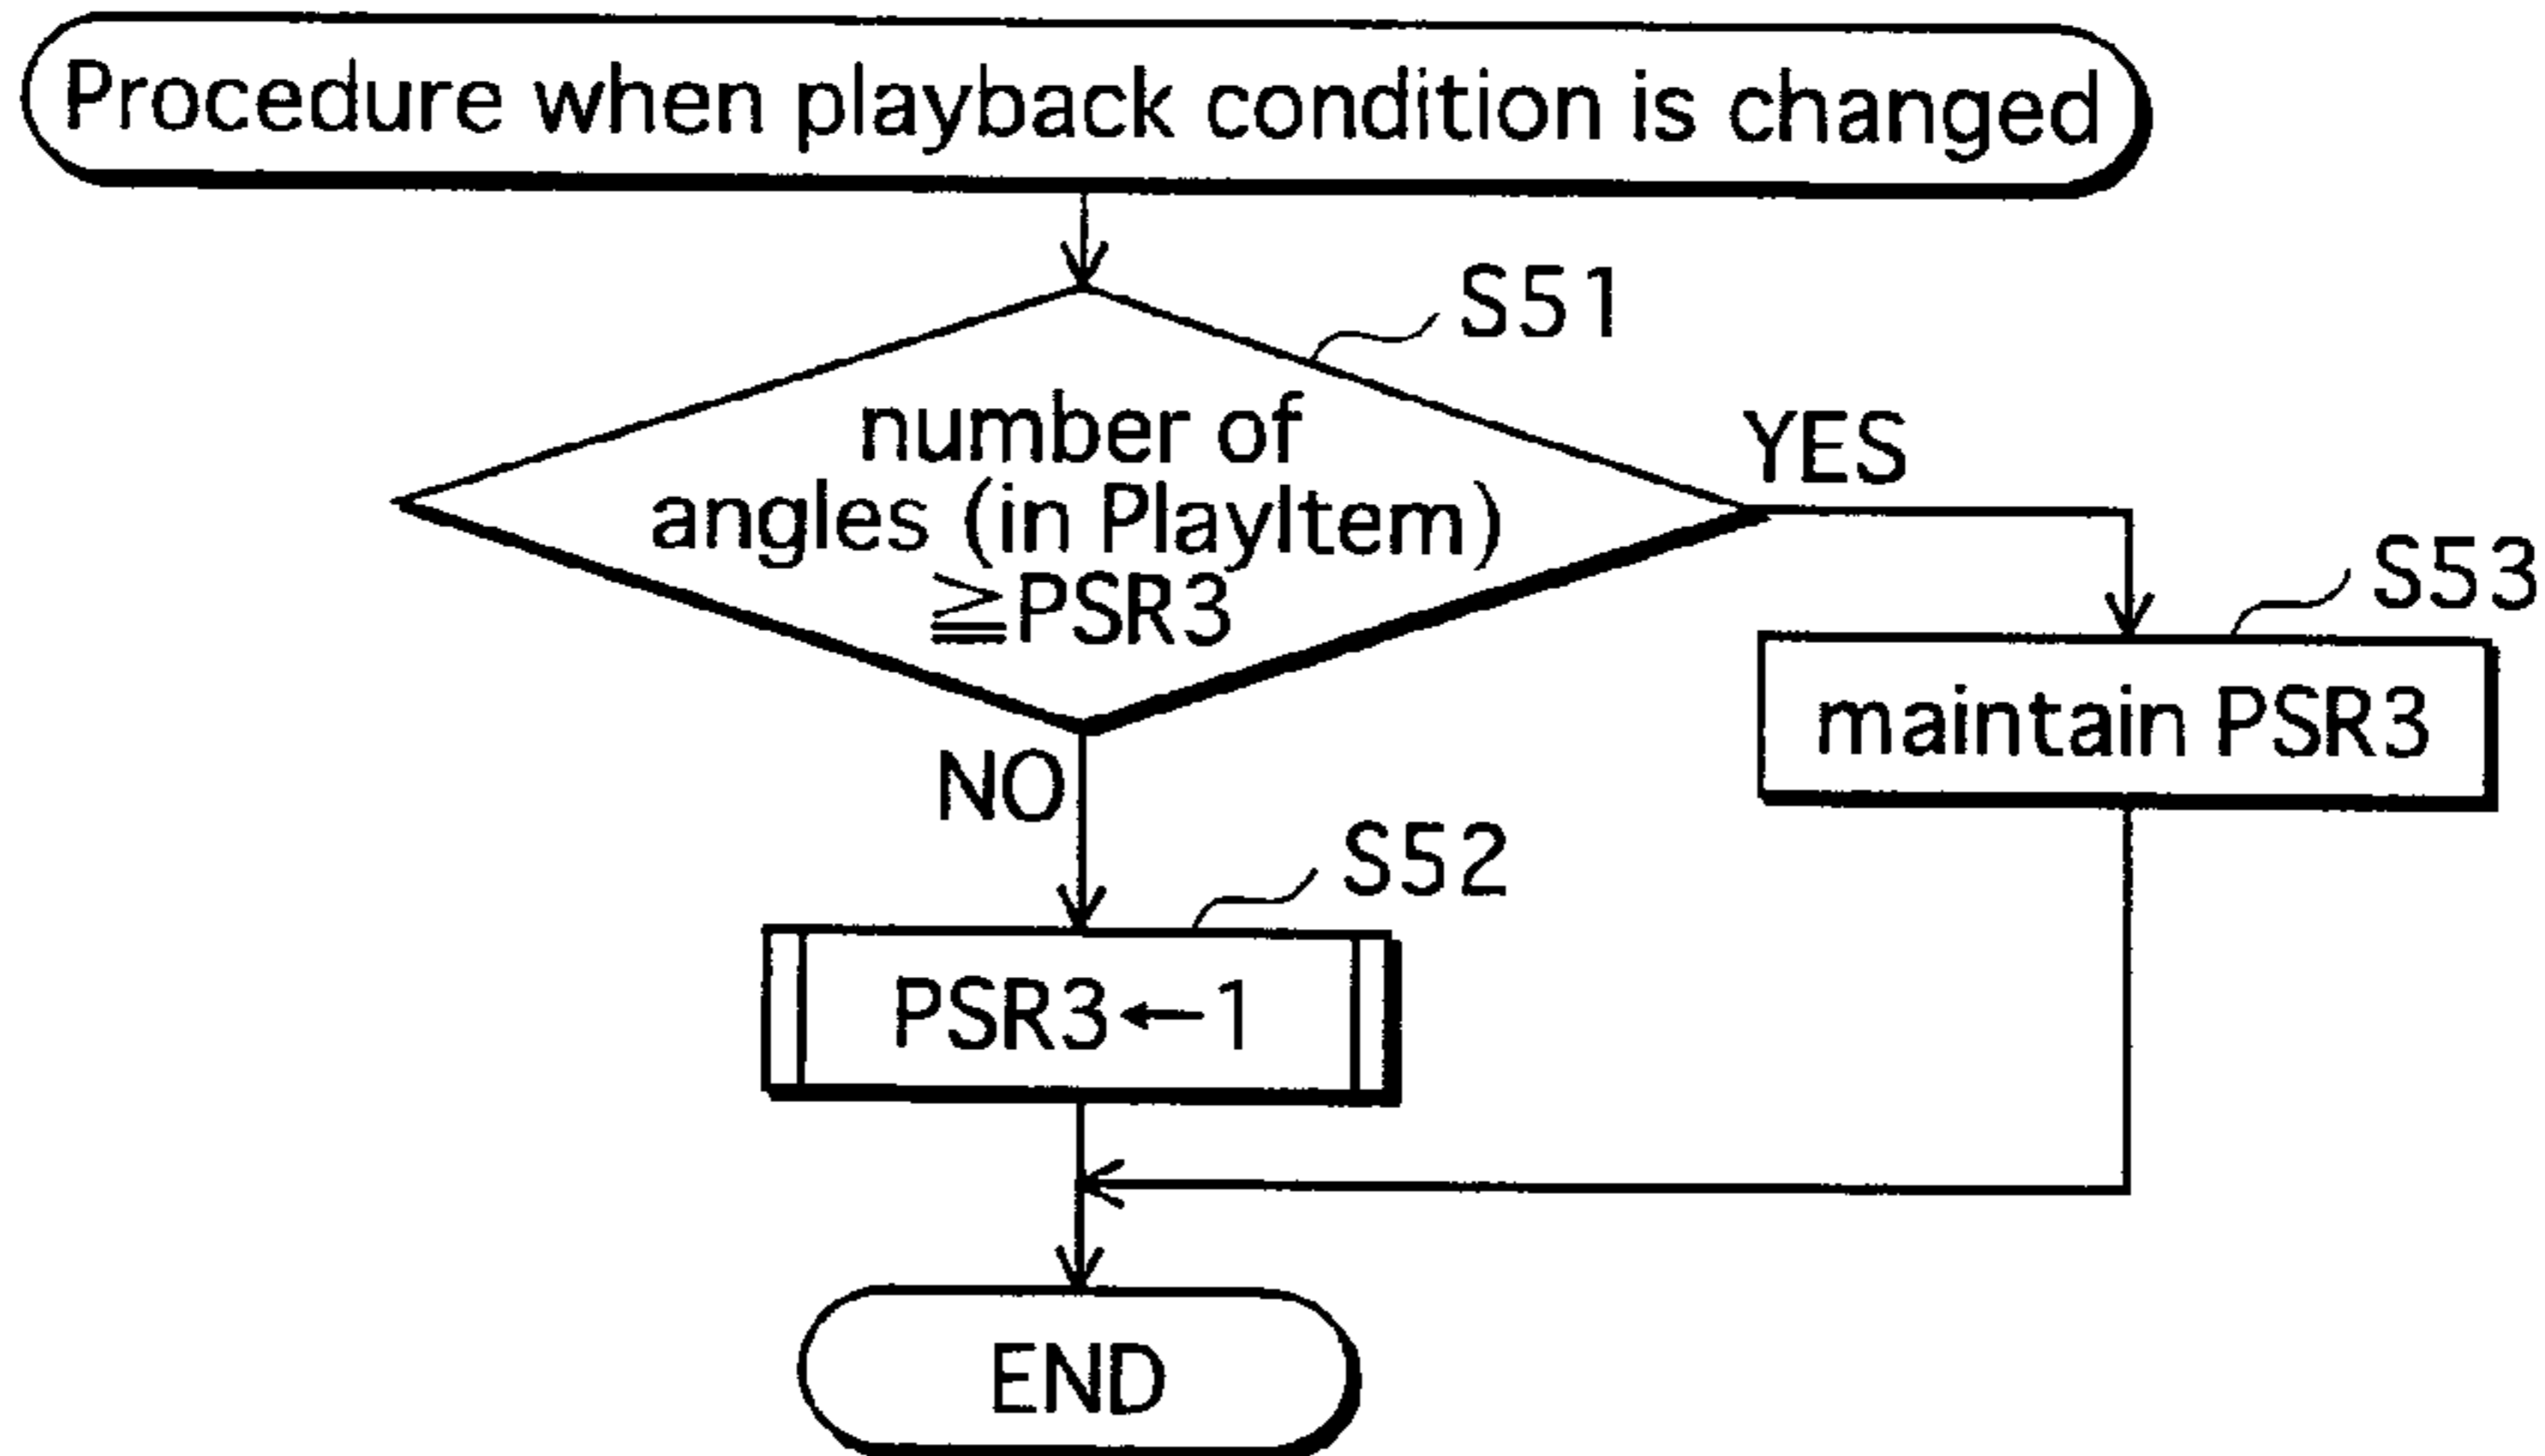 Procedure when playback condition is changed
S51
number of
angles (in PlayItem)
≧PSR3
YES
S53
maintain PSR3
NO
S52
PSR3←1
END